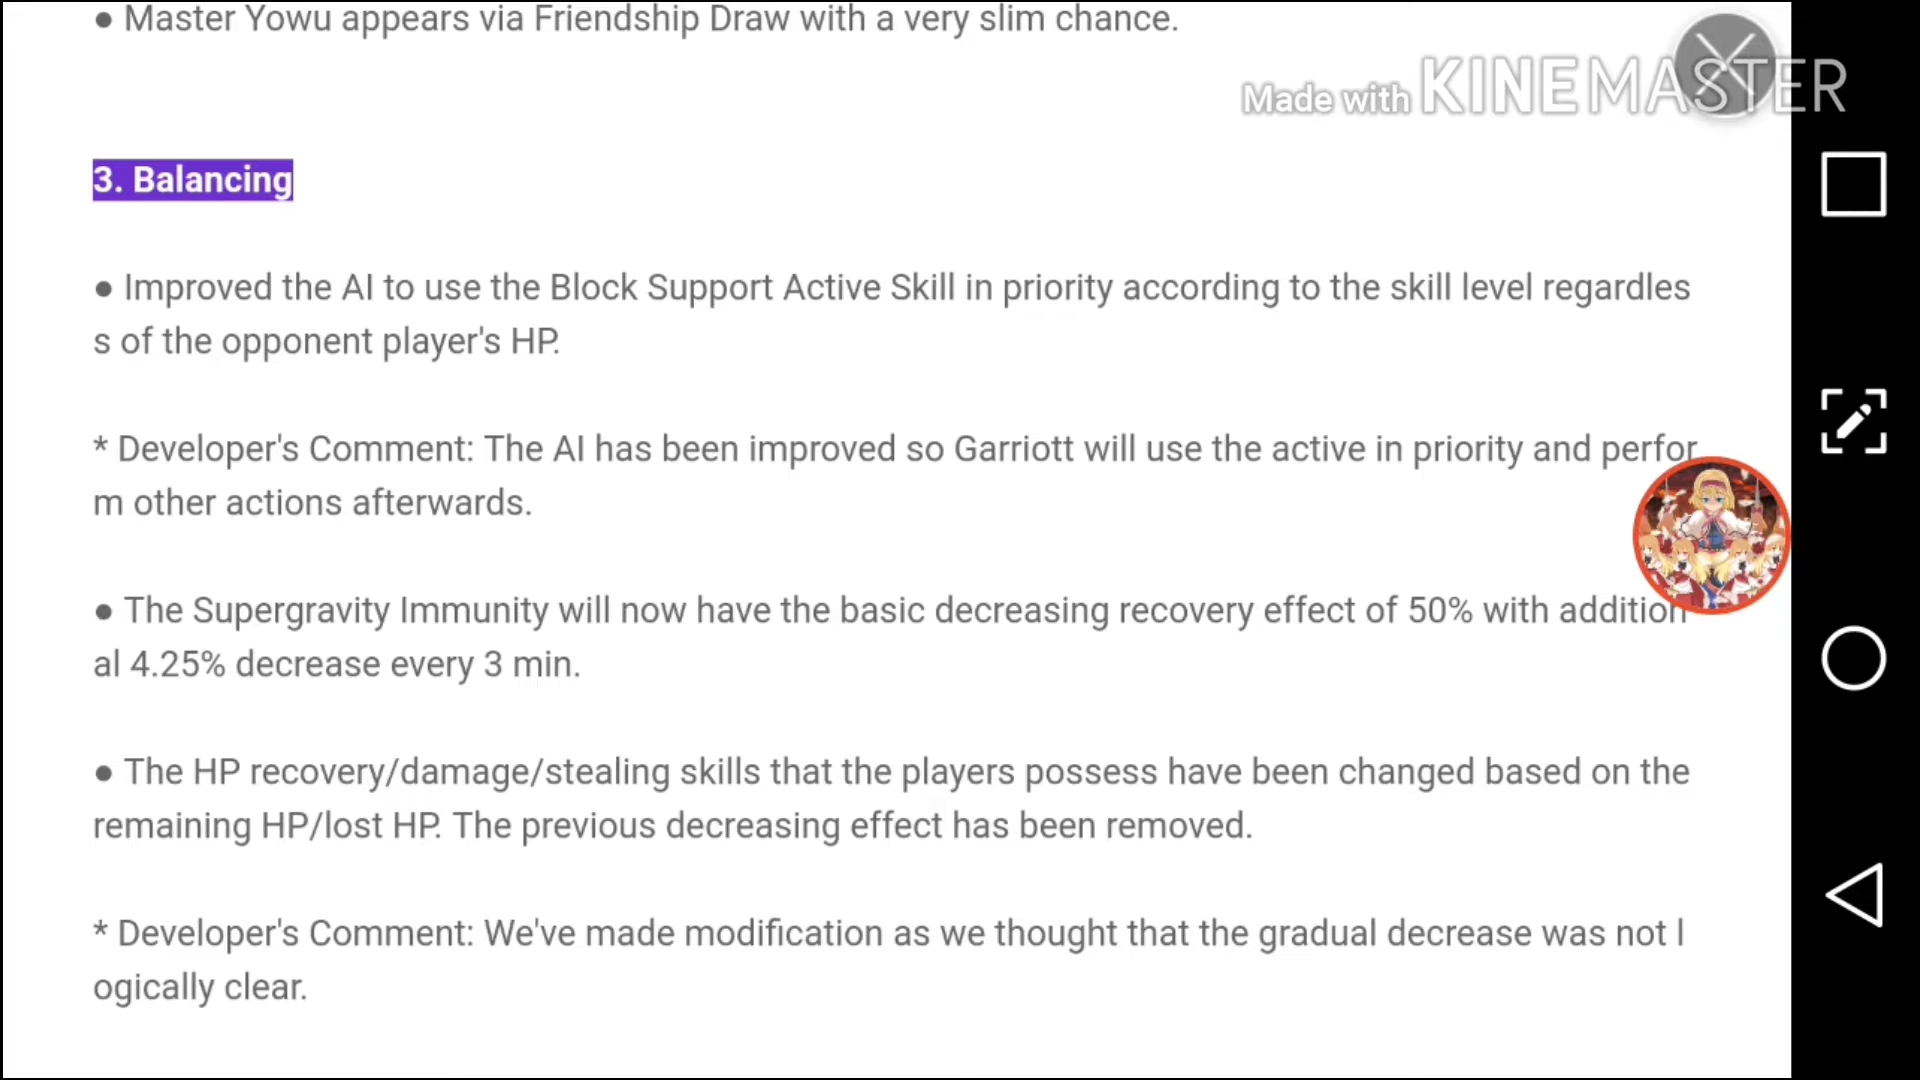 ● Master Yowu appears via Friendship Draw with a very slim chance.
Made with KINEMASTER
3. Balancing
● Improved the AI to use the Block Support Active Skill in priority according to the skill level regardles
s of the opponent player's HP.
* Developer's Comment: The AI has been improved so Garriott will use the active in priority and perfor
m other actions afterwards.
● The Supergravity Immunity will now have the basic decreasing recovery effect of 50% with addition
al 4.25% decrease every 3 min.
● The HP recovery/damage/stealing skills that the players possess have been changed based on the
remaining HP/lost HP. The previous decreasing effect has been removed.
* Developer's Comment: We've made modification as we thought that the gradual decrease was not l
ogically clear.